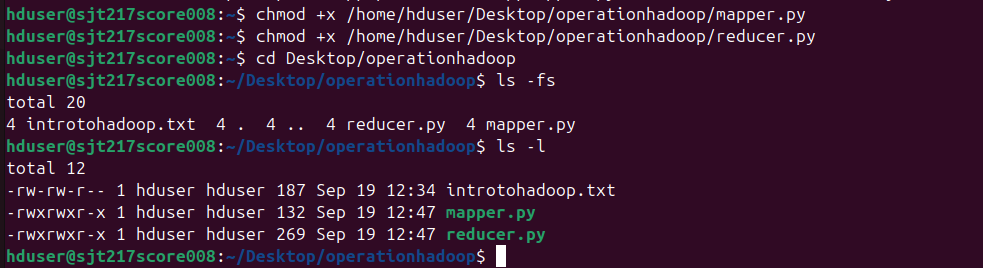 hduser@sjt217score008:~$ chmod +x /home/hduser/Desktop/operationhadoop/mapper.py
hduser@sjt217score008:~$ chmod +x /home/hduser/Desktop/operationhadoop/reducer.py
hduser@sjt217score008:~$ cd Desktop/operationhadoop
hduser@sjt217score008:~/Desktop/operationhadoop$ ls -fs
total 20
4 introtohadoop.txt  4 .  4 ..  4 reducer.py  4 mapper.py
hduser@sjt217score008:~/Desktop/operationhadoop$ ls -l
total 12
-rw-rw-r-- 1 hduser hduser 187 Sep 19 12:34 introtohadoop.txt
-rwxrwxr-x 1 hduser hduser 132 Sep 19 12:47 mapper.py
-rwxrwxr-x 1 hduser hduser 269 Sep 19 12:47 reducer.py
hduser@sjt217score008:~/Desktop/operationhadoop$